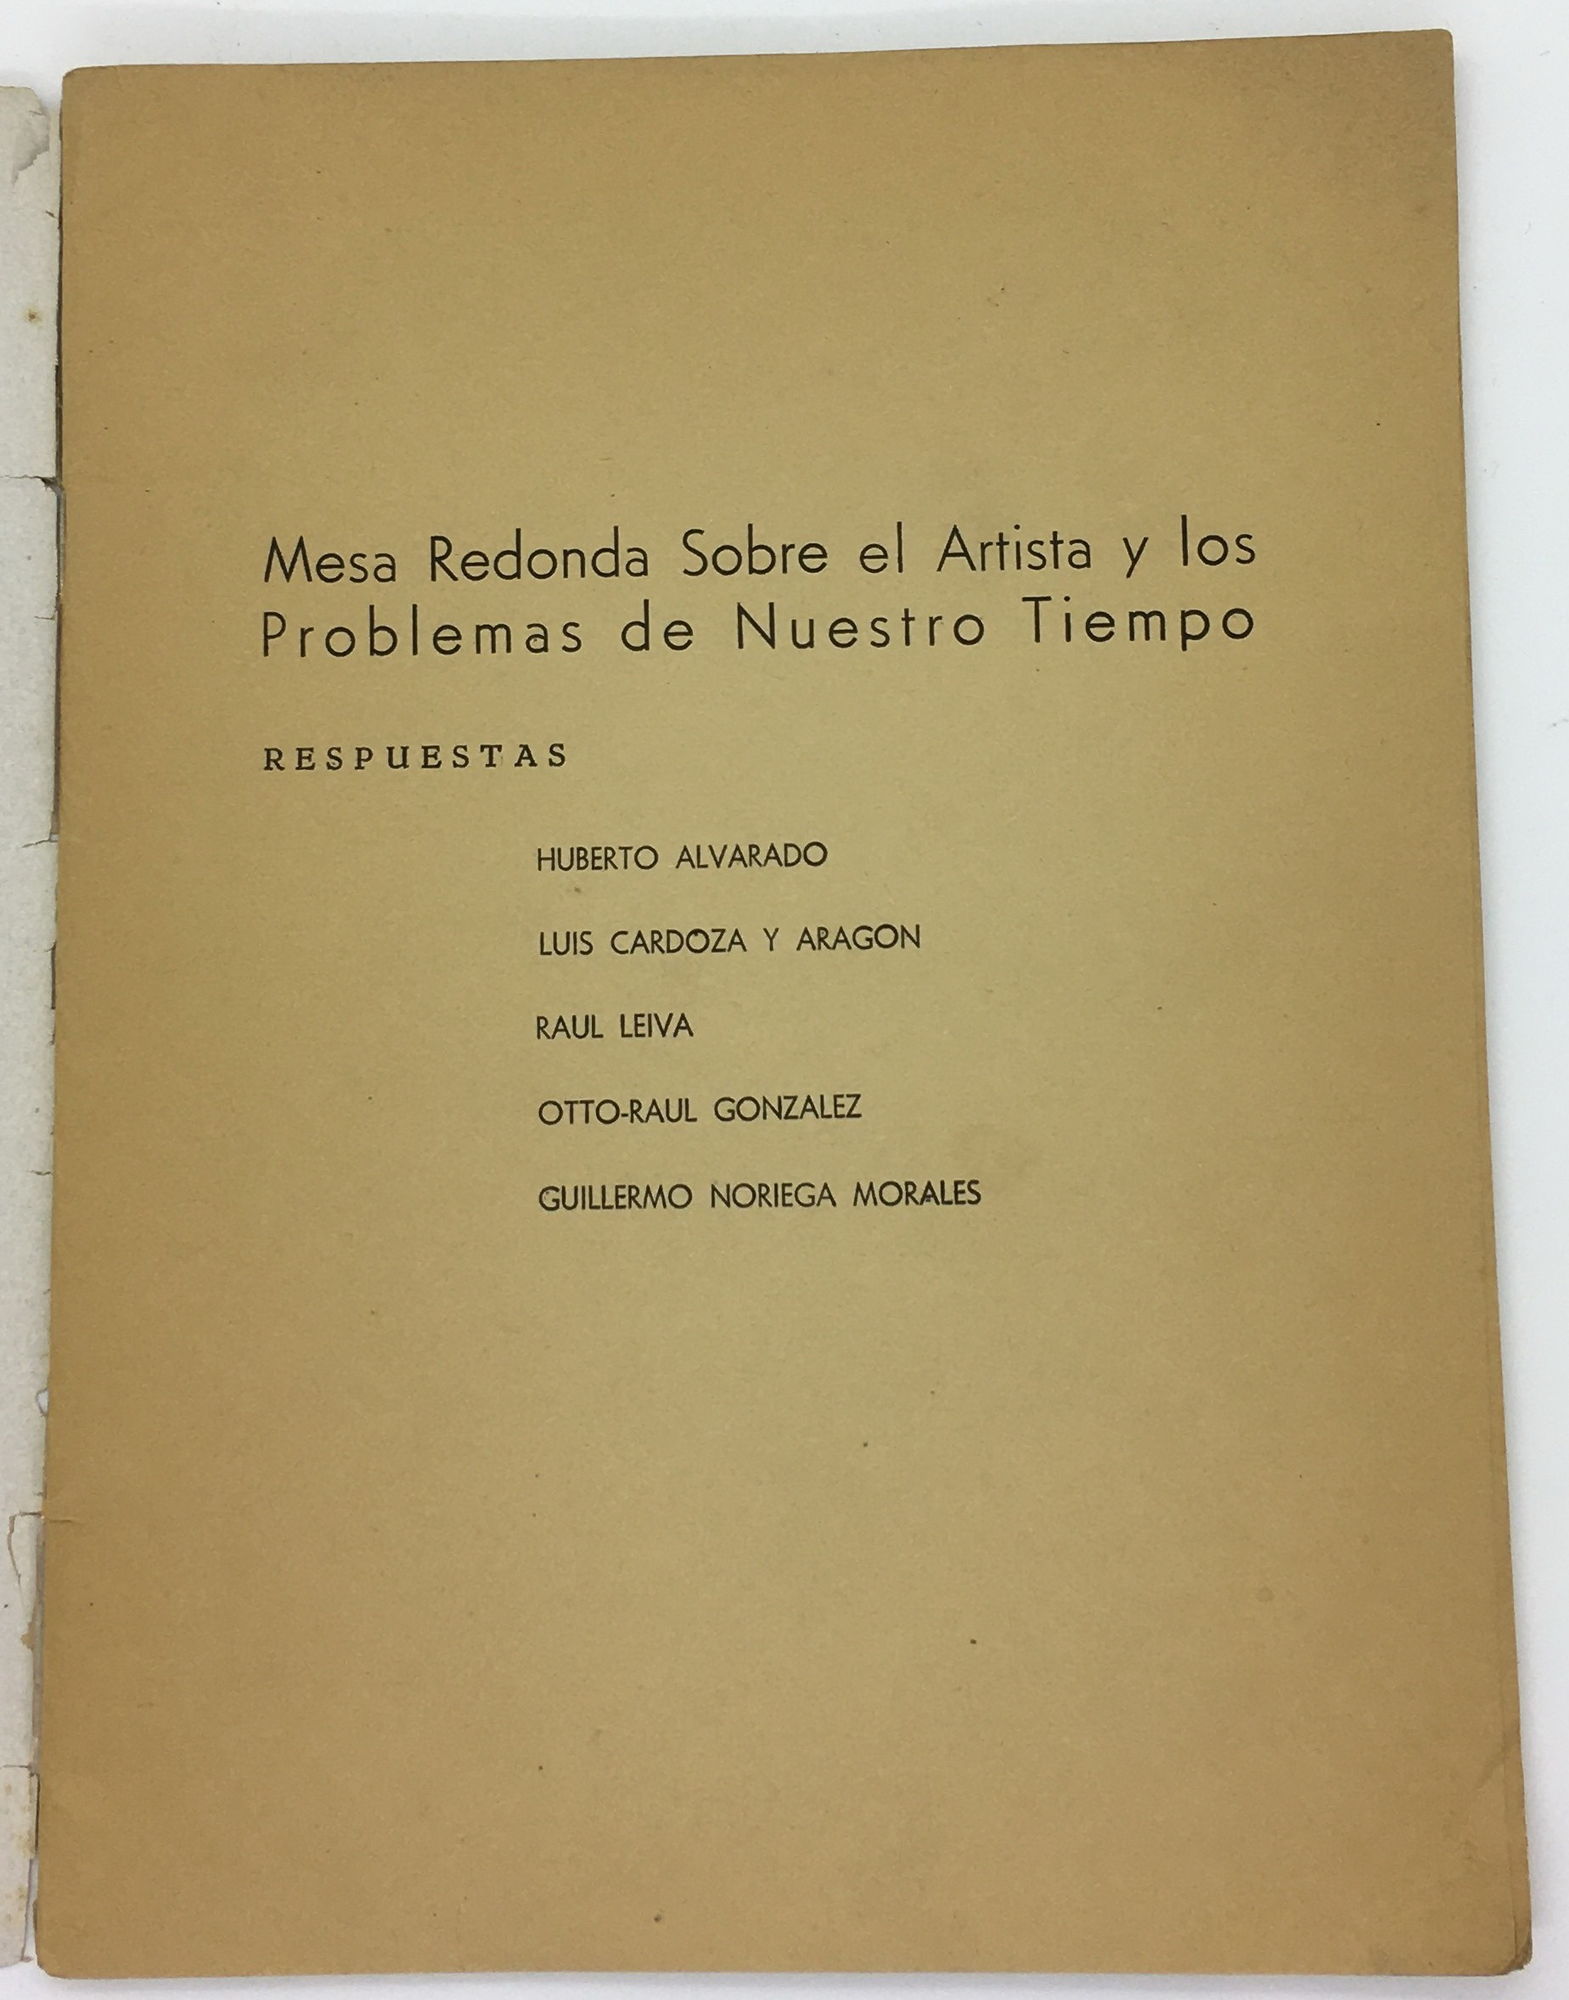 Mesa Redonda Sobre el Artista y los
Problemas de Nuestro Tiempo
RESPUESTAS
HUBERTO ALVARADO
LUIS CARDOZA Y ARAGON
RAUL LEIVA
OTTO-RAUL GONZALEZ
GUILLERMO NORIEGA MORALES